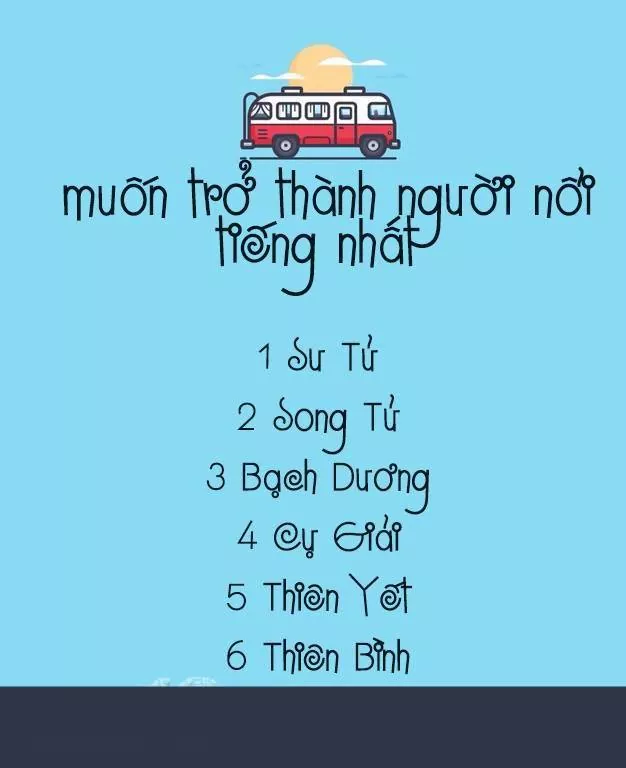 muốn trở thành người nổi
tiếng nhất
1 Sư Tử
2 Song Tử
3 Bạch Dương
4 Cự Giải
5 Thiên Yết
6 Thiên Bình